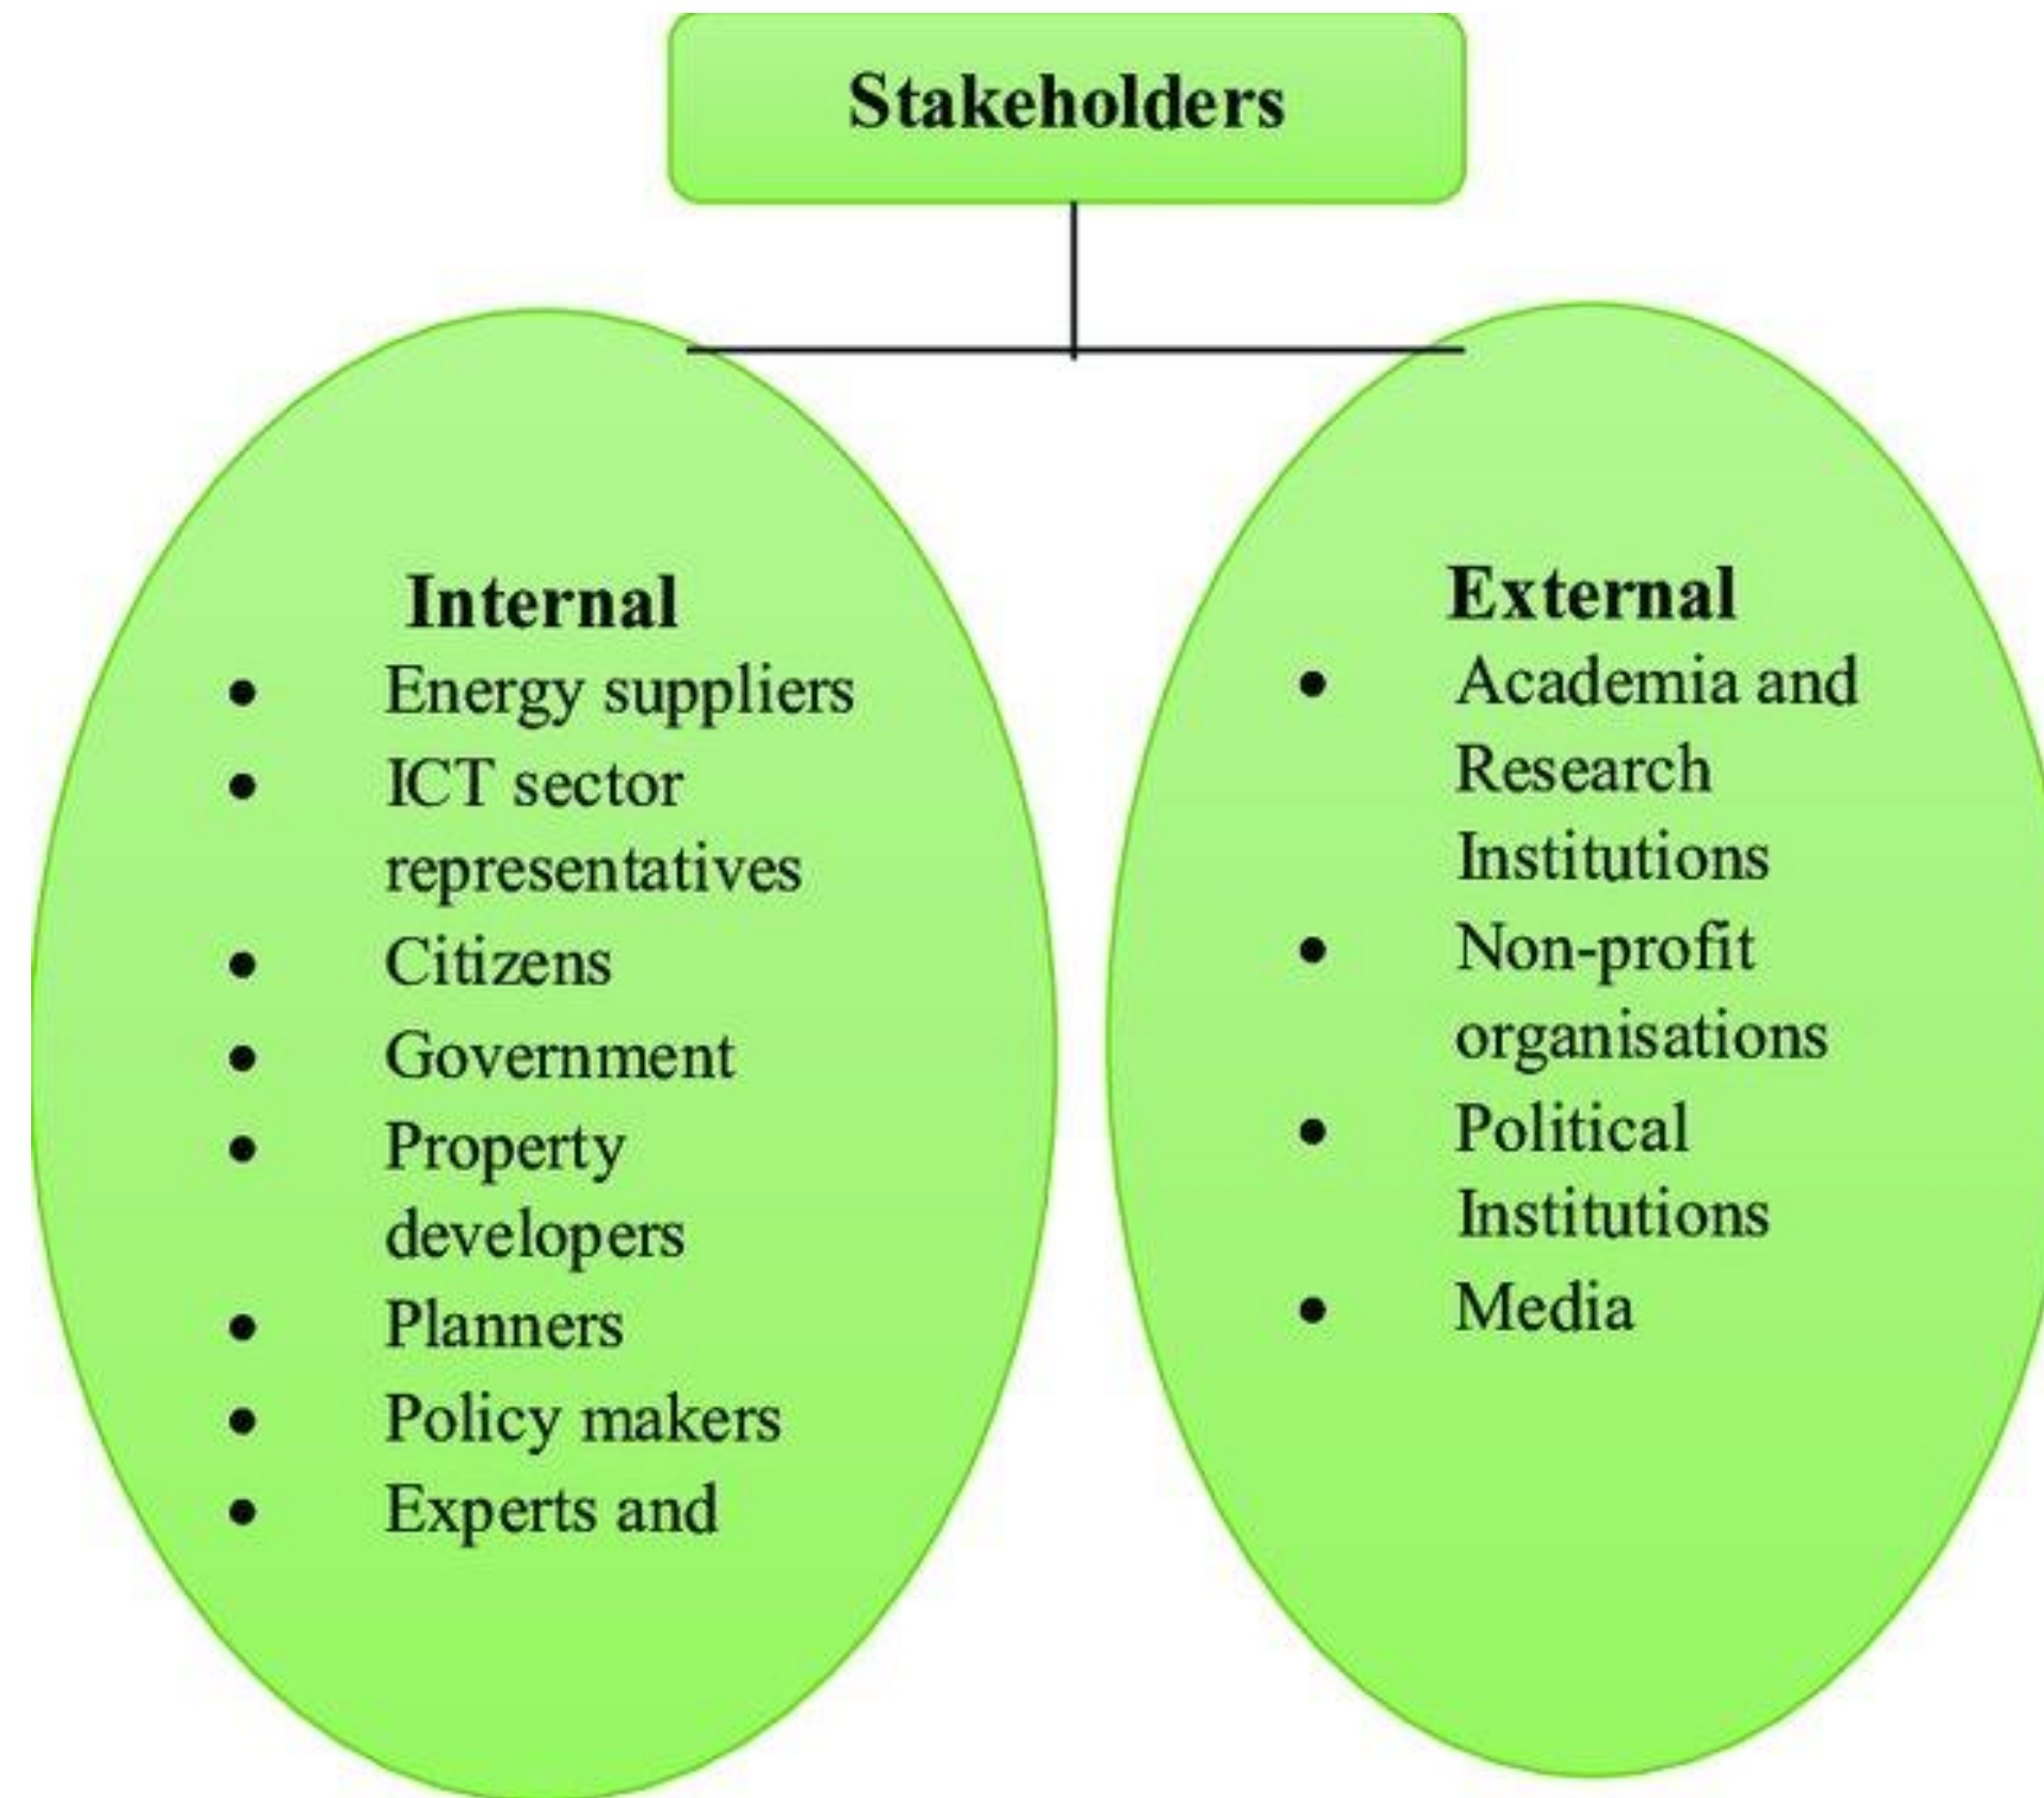 Stakeholders
Internal
• Energy suppliers
• ICT sector
representatives
• Citizens
• Government
• Property
developers
• Planners
• Policy makers
• Experts and
External
• Academia and
Research
Institutions
• Non-profit
organisations
• Political
Institutions
• Media